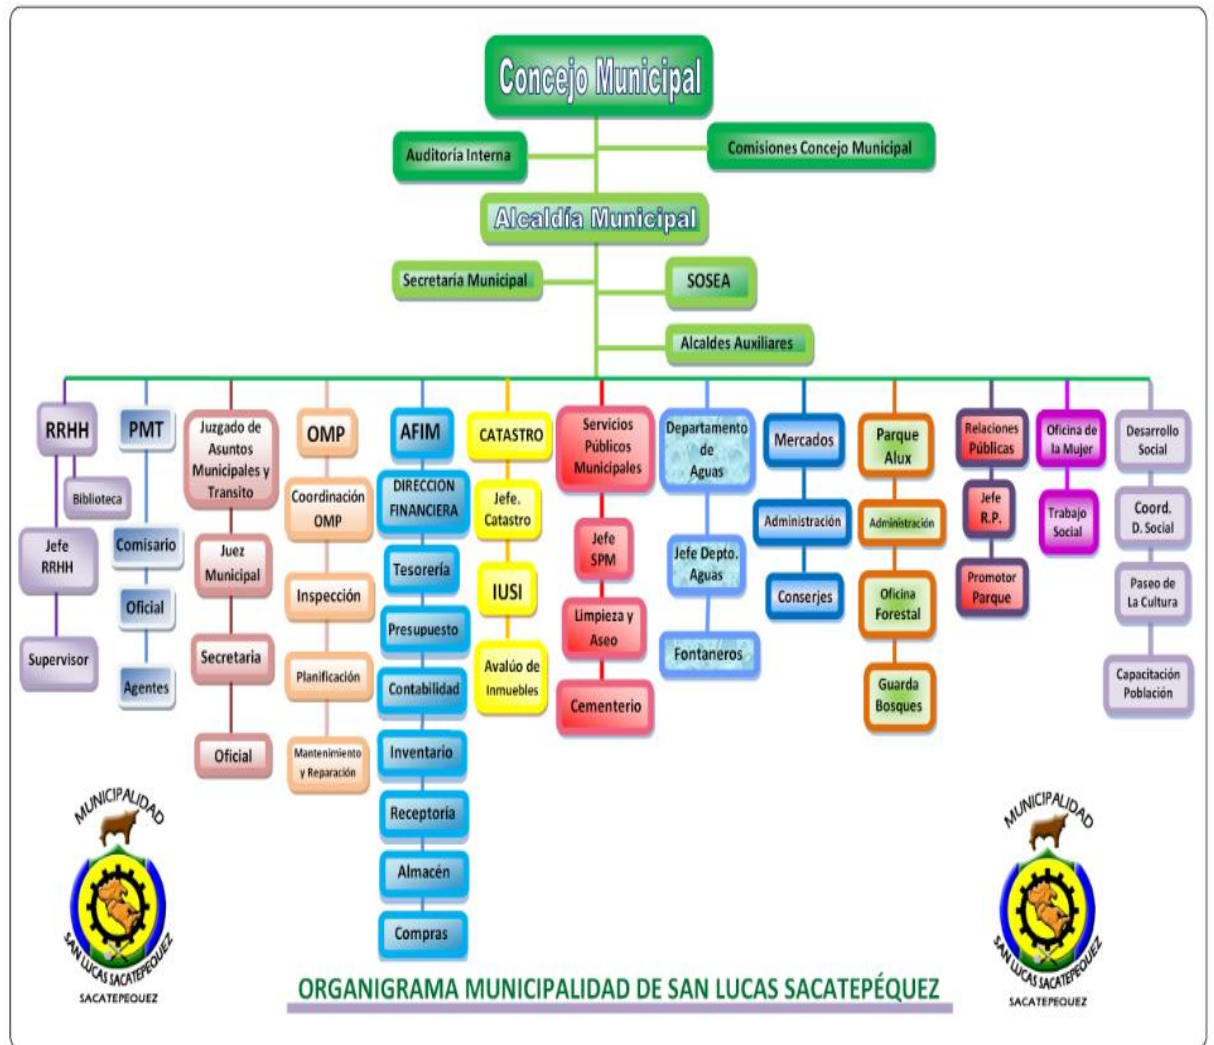 Concejo Municipal
Auditoría Interna
Comisiones Concejo Municipal
Alcaldía Municipal
Secretaría Municipal
SOSEA
Alcaldes Auxiliares
RRHH
Biblioteca
Jefe
RRHH
Supervisor
PMT
Comisario
Oficial
Agentes
Juzgado de
Asuntos
Municipales y
Transito
Juez
Municipal
Secretaria
Oficial
OMP
Coordinación
OMP
Inspección
Planificación
Mantenimiento
y Reparación
AFIM
DIRECCION
FINANCIERA
Tesorería
Presupuesto
Contabilidad
Inventario
Receptoría
Almacén
Compras
CATASTRO
Jefe.
Catastro
IUSI
Avalúo de
Inmuebles
Servicios
Públicos
Municipales
Jefe
SPM
Limpieza y
Aseo
Cementerio
Departamento
de
Aguas
Jefe Depto.
Aguas
Fontaneros
Mercados
Administración
Conserjes
Parque
Alux
Administración
Oficina
Forestal
Guarda
Bosques
Relaciones
Públicas
Jefe
R.P.
Promotor
Parque
Oficina de
la Mujer
Trabajo
Social
Desarrollo
Social
Coord.
D. Social
Paseo de
La Cultura
Capacitación
Población
MUNICIPALIDAD
SAN LUCAS SACATEPEQUEZ
SACATEPEQUEZ
MUNICIPALIDAD
SAN LUCAS SACATEPEQUEZ
SACATEPEQUEZ
ORGANIGRAMA MUNICIPALIDAD DE SAN LUCAS SACATEPÉQUEZ